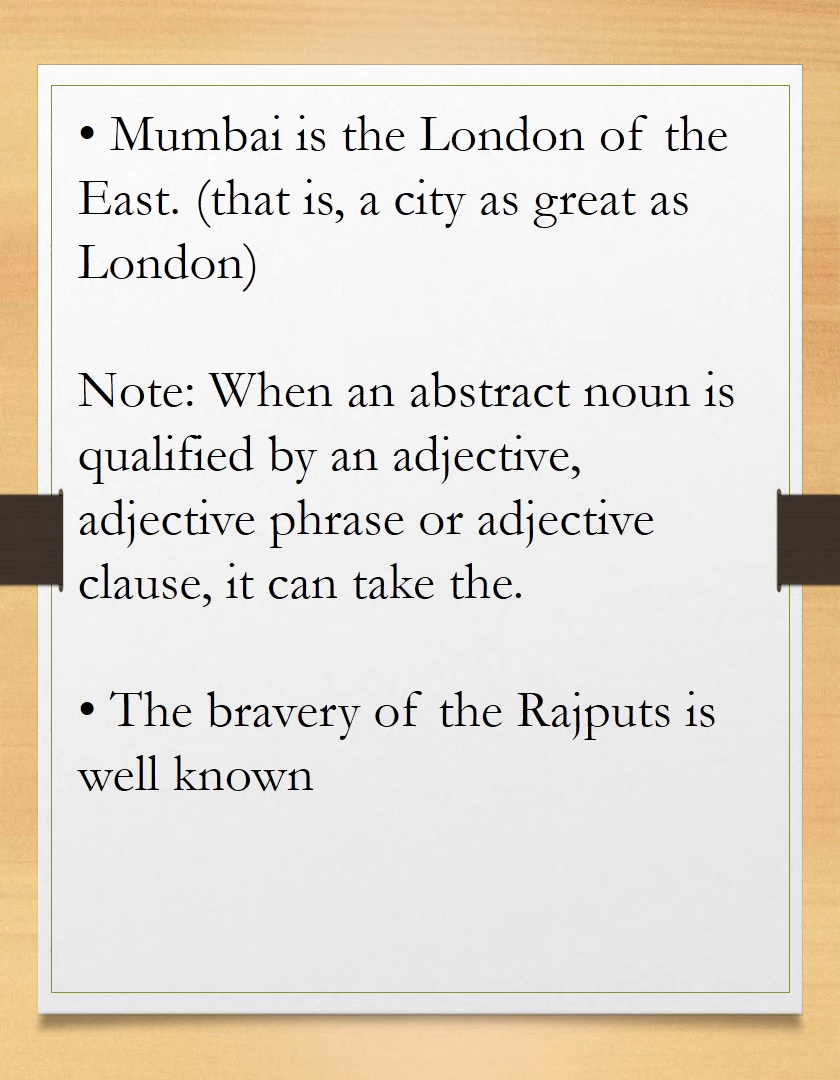 • Mumbai is the London of the
East. (that is, a city as great as
London)
Note: When an abstract noun is
qualified by an adjective,
adjective phrase or adjective
clause, it can take the.
• The bravery of the Rajputs is
well known